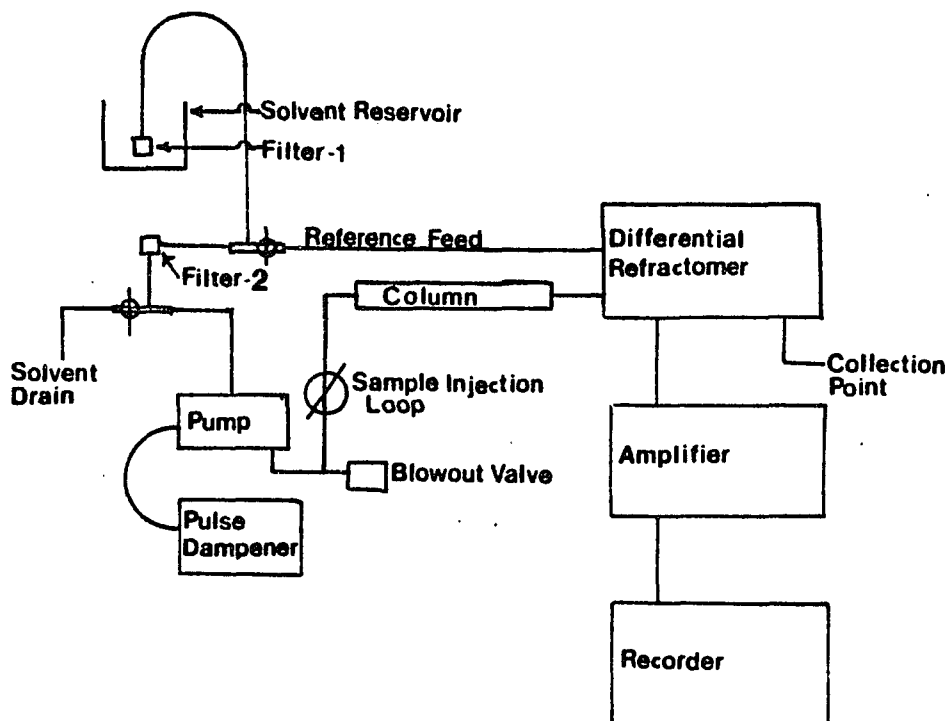 Solvent Reservoir
Filter-1
Reference Feed
Differential
Refractomer
Filter-2
Column
Solvent
Drain
Sample Injection
Loop
Collection
Point
Pump
Blowout Valve
Amplifier
Pulse
Dampener
Recorder